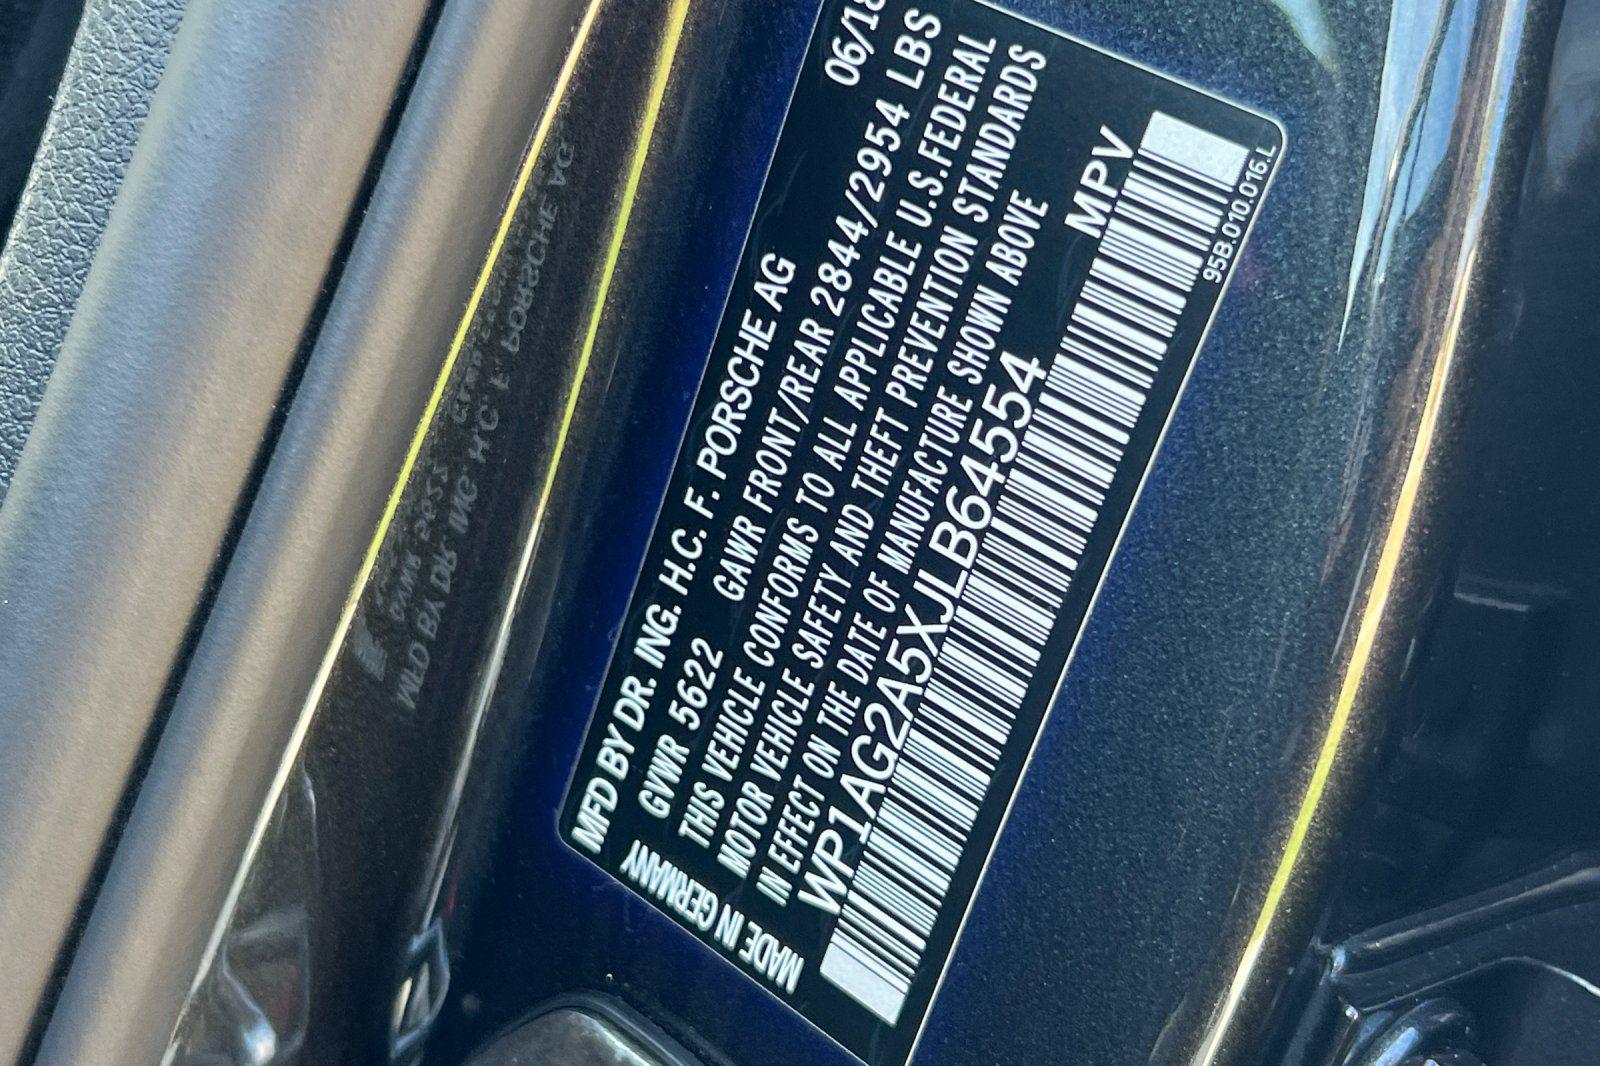 MFD BY DR. ING. H.C. F. PORSCHE AG 06/18
GVWR 5622 GAWR FRONT/REAR 2844/2954 LBS
THIS VEHICLE CONFORMS TO ALL APPLICABLE U.S.FEDERAL
MOTOR VEHICLE SAFETY AND THEFT PREVENTION STANDARDS
IN EFFECT ON THE DATE OF MANUFACTURE SHOWN ABOVE
WP1AG2A5XJLB64554 MPV
MADE IN GERMANY
95B.010.016.L